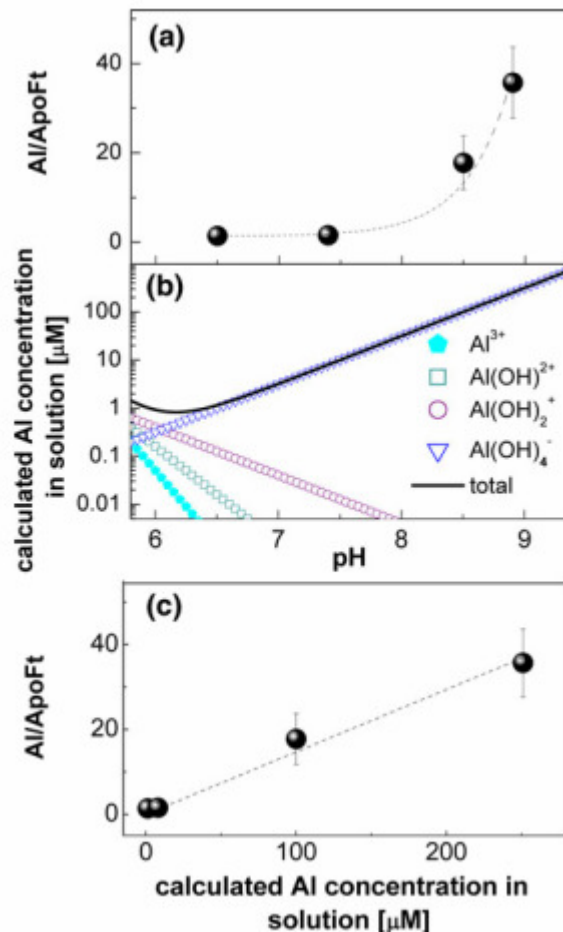 (a)
Al/ApoFt
40
20
0
(b)
calculated Al concentration
in solution [µM]
100
10
1
0.1
0.01
Al³⁺
Al(OH)²⁺
Al(OH)₂⁺
Al(OH)₄⁻
total
6 7 8 9
pH
(c)
Al/ApoFt
40
20
0
0 100 200
calculated Al concentration in
solution [µM]